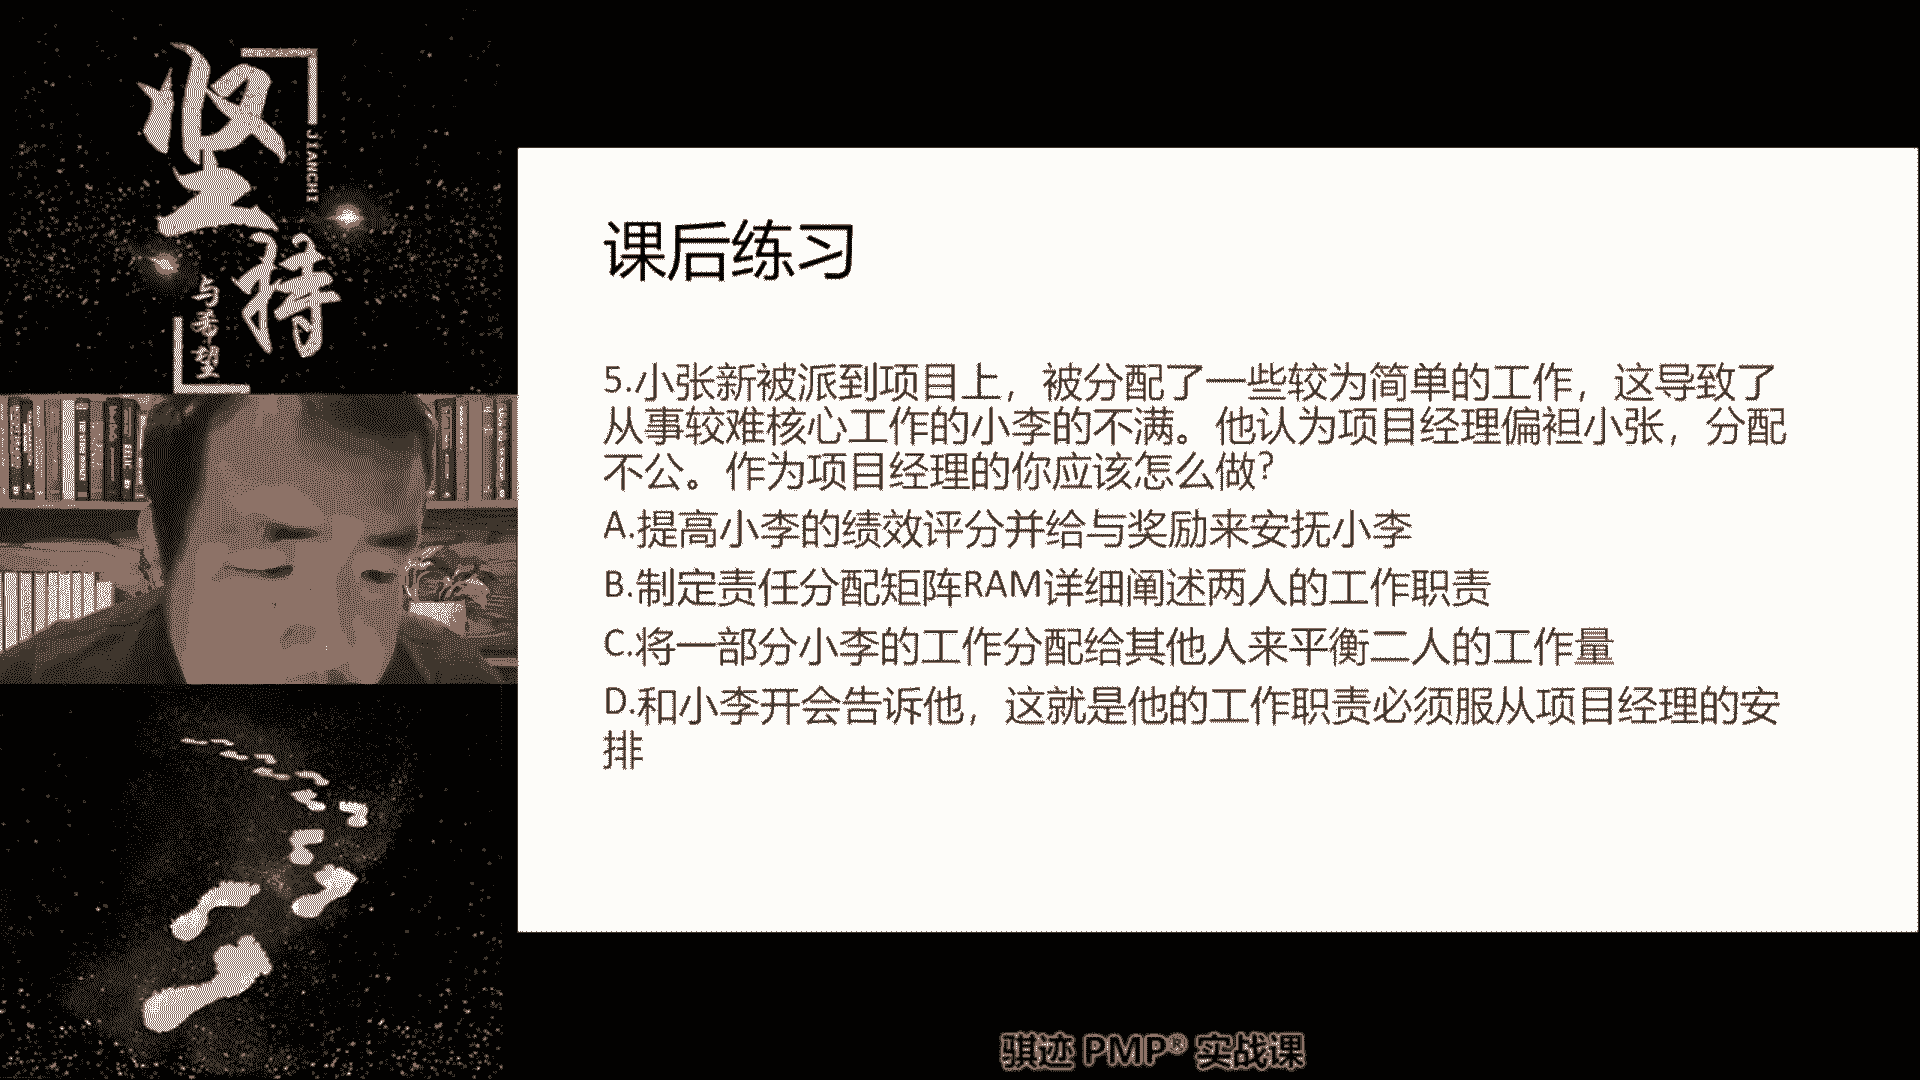 坚持
JIANCHI
与希望
课后练习
5.小张新被派到项目上，被分配了一些较为简单的工作，这导致了
从事较难核心工作的小李的不满。他认为项目经理偏袒小张，分配
不公。作为项目经理的你应该怎么做?
A.提高小李的绩效评分并给与奖励来安抚小李
B.制定责任分配矩阵RAM详细阐述两人的工作职责
C.将一部分小李的工作分配给其他人来平衡二人的工作量
D.和小李开会告诉他，这就是他的工作职责必须服从项目经理的安
排
骐迹 PMP® 实战课